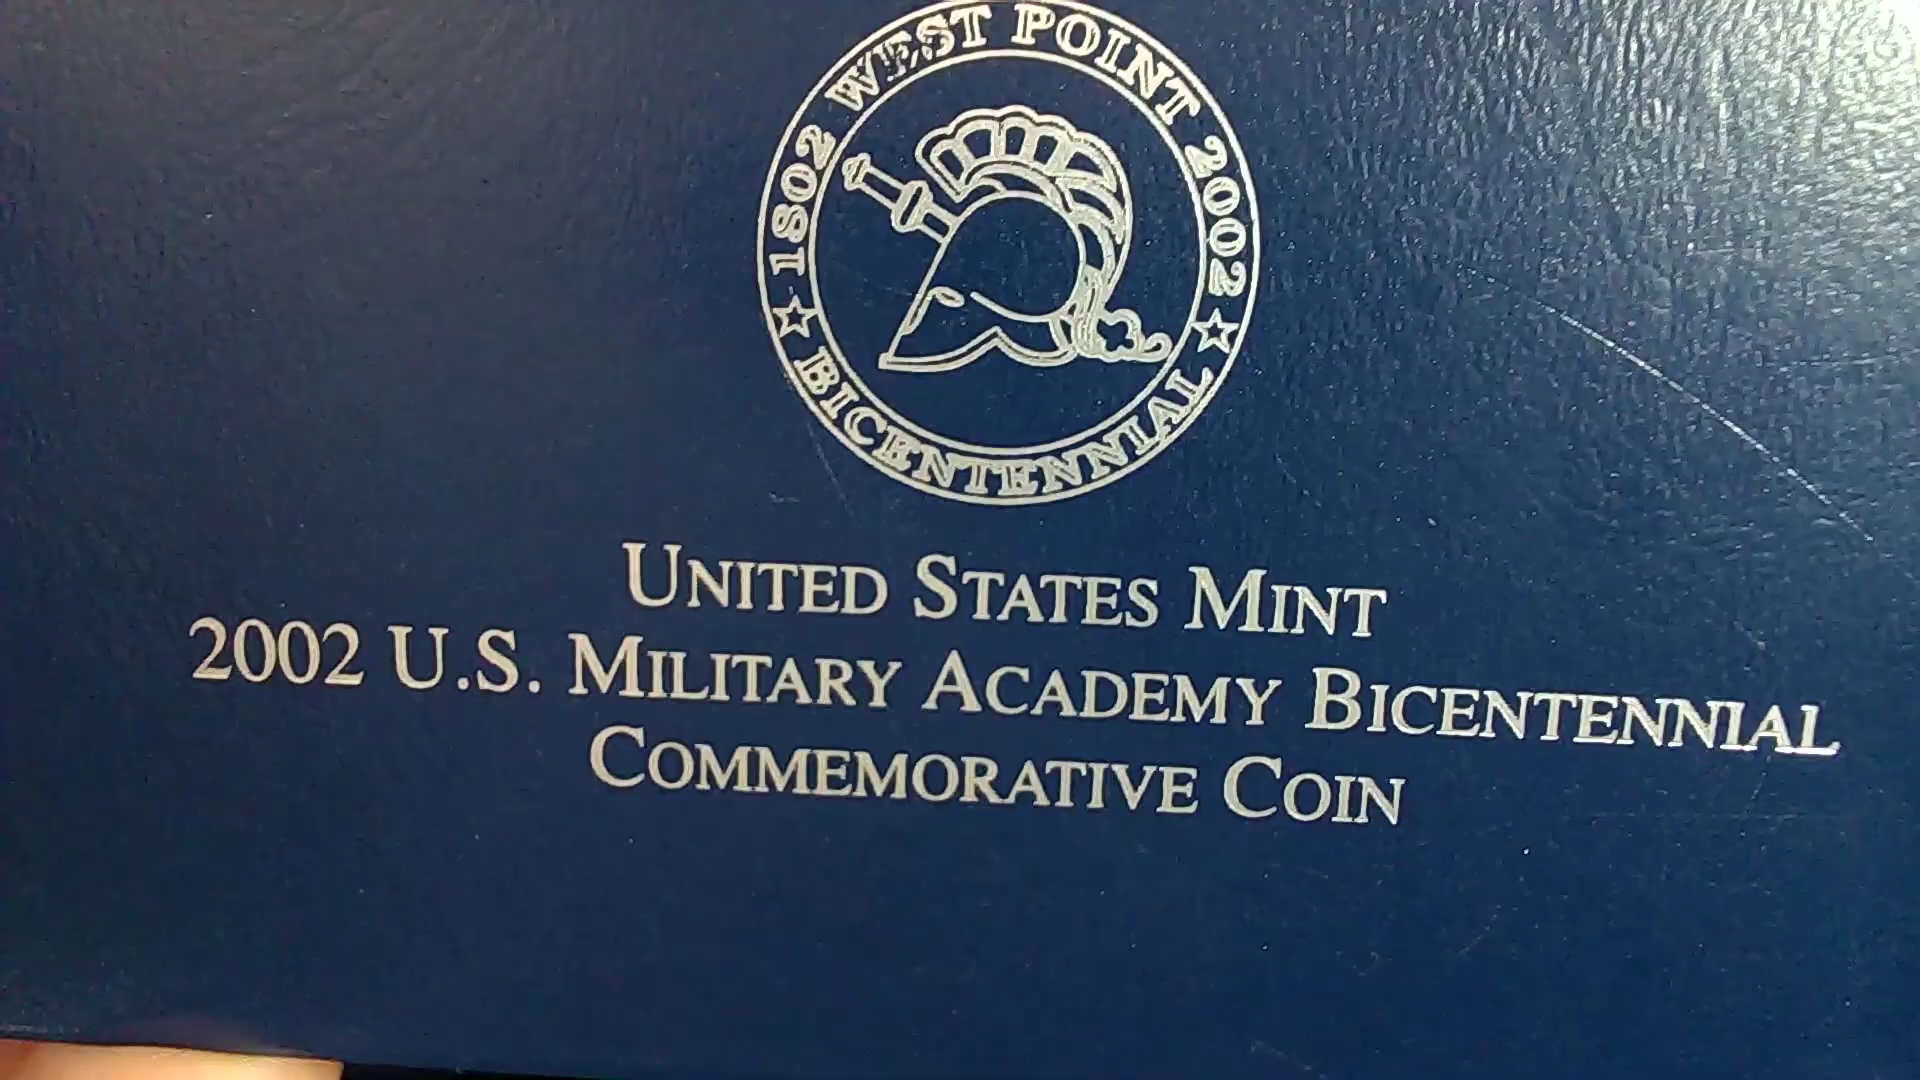 1802 WEST POINT 2002
☆ BICENTENNIAL ☆
UNITED STATES MINT
2002 U.S. MILITARY ACADEMY BICENTENNIAL
COMMEMORATIVE COIN